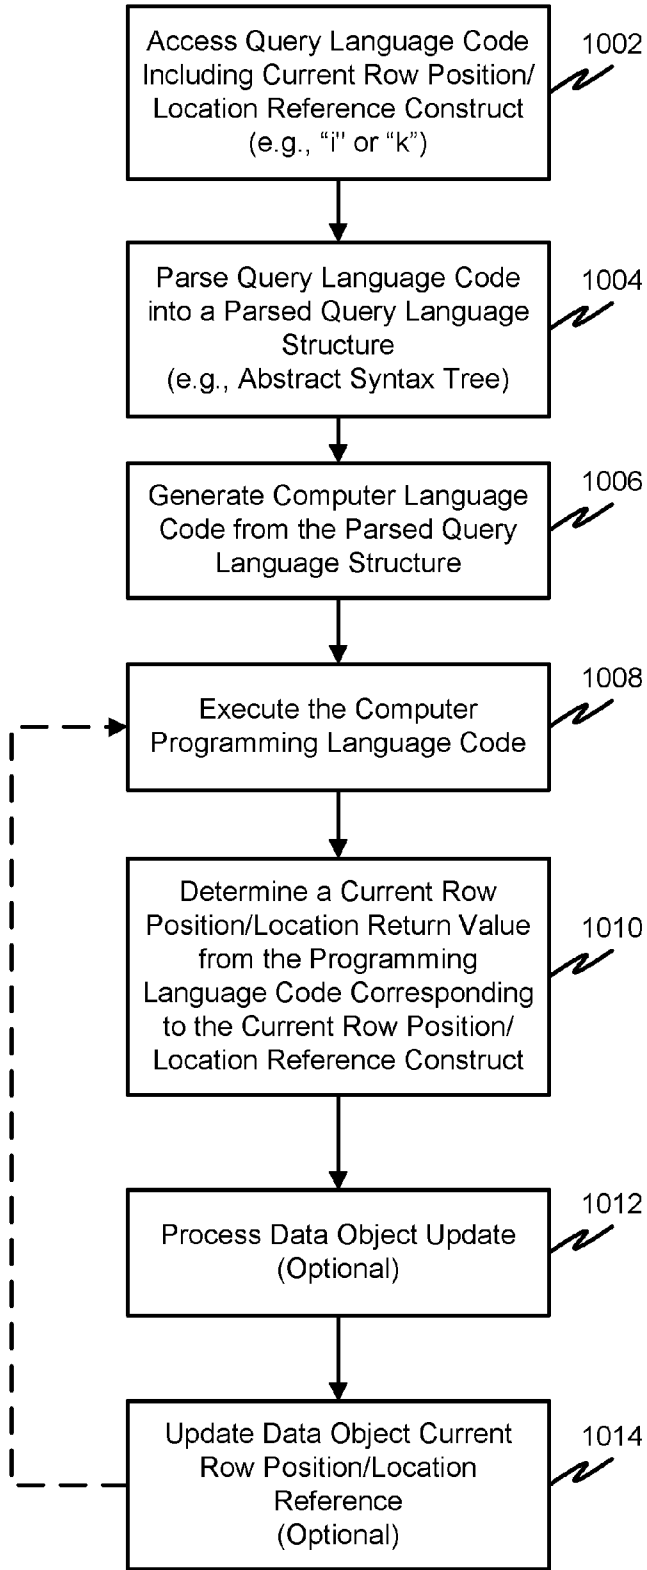 Access Query Language Code
Including Current Row Position/
Location Reference Construct
(e.g., “i" or “k”)
1002
Parse Query Language Code
into a Parsed Query Language
Structure
(e.g., Abstract Syntax Tree)
1004
Generate Computer Language
Code from the Parsed Query
Language Structure
1006
Execute the Computer
Programming Language Code
1008
Determine a Current Row
Position/Location Return Value
from the Programming
Language Code Corresponding
to the Current Row Position/
Location Reference Construct
1010
Process Data Object Update
(Optional)
1012
Update Data Object Current
Row Position/Location
Reference
(Optional)
1014